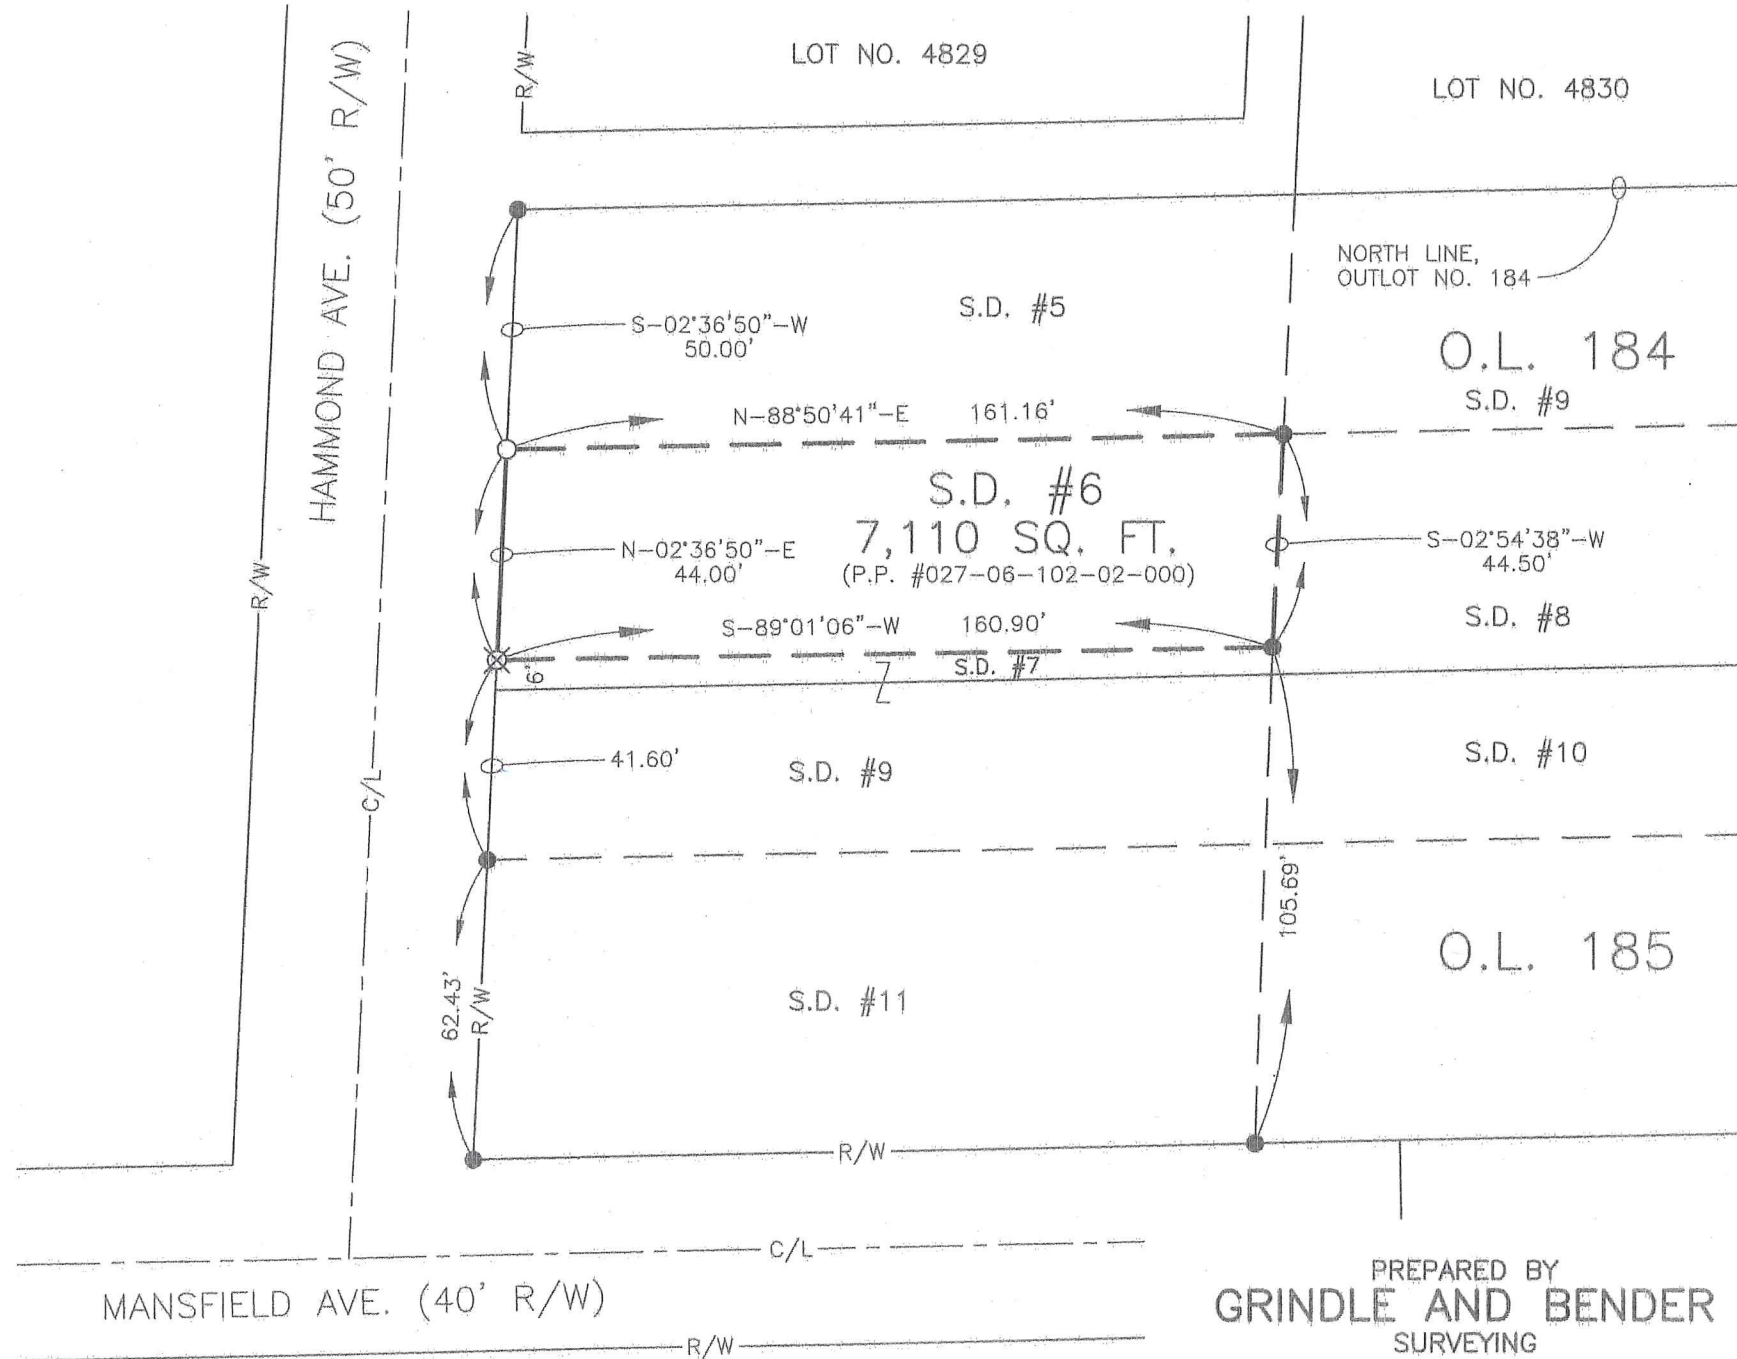 LOT NO. 4829
LOT NO. 4830
HAMMOND AVE. (50' R/W)
R/W
NORTH LINE,
OUTLOT NO. 184
S.D. #5
S-02°36'50"-W
50.00'
O.L. 184
S.D. #9
N-88°50'41"-E 161.16'
S.D. #6
7,110 SQ. FT.
(P.P. #027-06-102-02-000)
N-02°36'50"-E
44.00'
S-02°54'38"-W
44.50'
R/W
S-89°01'06"-W 160.90'
S.D. #8
6'
S.D. #7
41.60'
S.D. #9
S.D. #10
C/L
105.69'
O.L. 185
62.43'
R/W
S.D. #11
R/W
C/L
MANSFIELD AVE. (40' R/W)
R/W
PREPARED BY
GRINDLE AND BENDER
SURVEYING